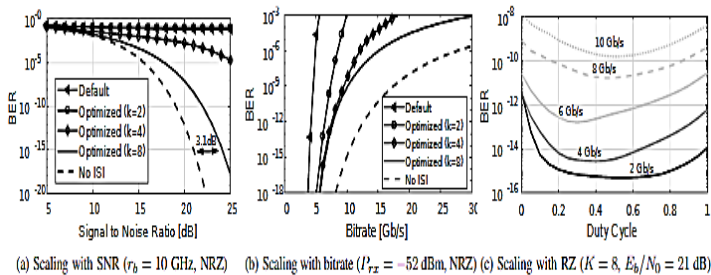 10^-0
10^-5
10^-10
10^-15
10^-20
BER
Default
Optimized (k=2)
Optimized (k=4)
Optimized (k=8)
No ISI
3.1dB
5 10 15 20 25
Signal to Noise Ratio [dB]
(a) Scaling with SNR (r_b = 10 GHz, NRZ)
10^-3
10^-6
10^-9
10^-12
10^-15
10^-18
BER
Default
Optimized (k=2)
Optimized (k=4)
Optimized (k=8)
No ISI
0 5 10 15 20 25 30
Bitrate [Gb/s]
(b) Scaling with bitrate (P_rx = −52 dBm, NRZ)
10^-8
10^-10
10^-12
10^-14
10^-16
BER
10 Gb/s
8 Gb/s
6 Gb/s
4 Gb/s
2 Gb/s
0 0.2 0.4 0.6 0.8 1
Duty Cycle
(c) Scaling with RZ (K = 8, E_b/N_0 = 21 dB)